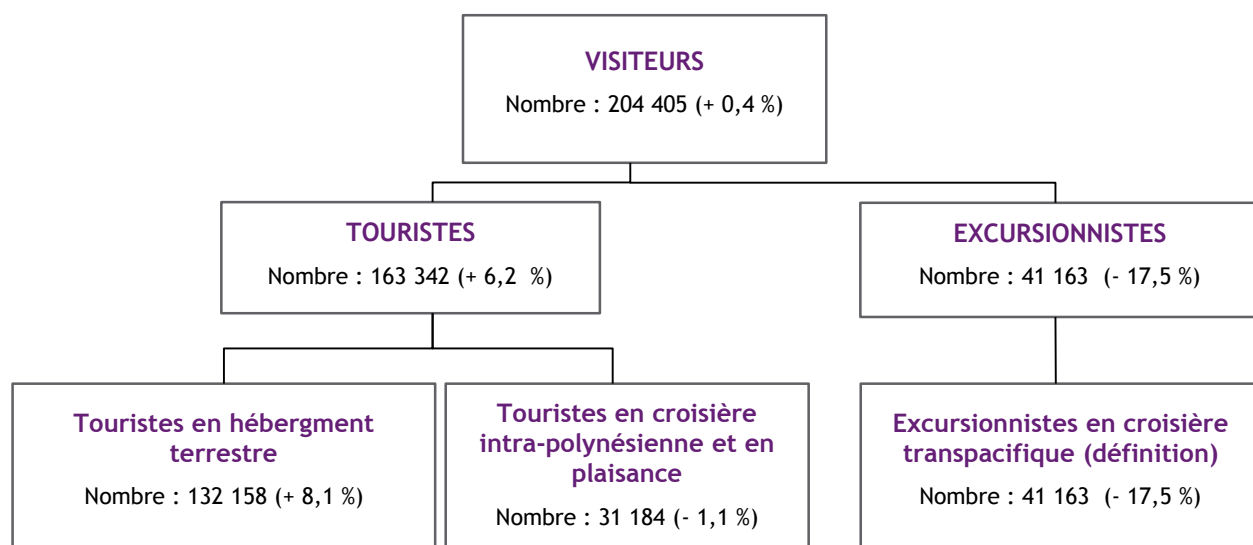 VISITEURS
Nombre : 204 405 (+ 0,4 %)
TOURISTES
Nombre : 163 342 (+ 6,2 %)
EXCURSIONNISTES
Nombre : 41 163 (- 17,5 %)
Touristes en hébergment
terrestre
Nombre : 132 158 (+ 8,1 %)
Touristes en croisière
intra-polynésienne et en
plaisance
Nombre : 31 184 (- 1,1 %)
Excursionnistes en croisière
transpacifique (définition)
Nombre : 41 163 (- 17,5 %)